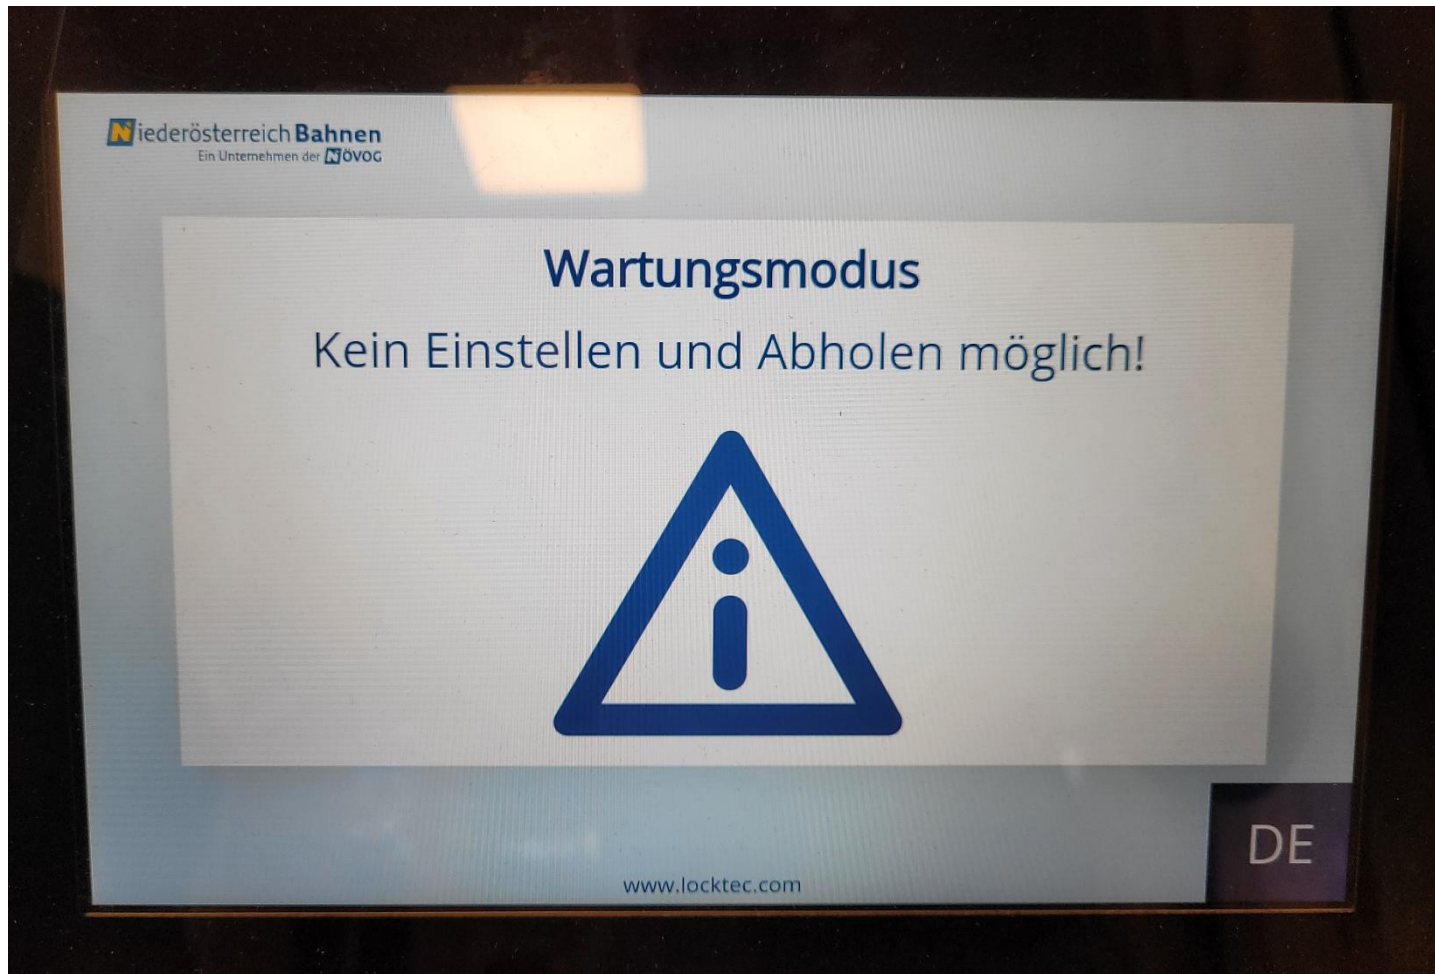 Niederösterreich Bahnen
Ein Unternehmen der NÖVOG
Wartungsmodus
Kein Einstellen und Abholen möglich!
i
DE
www.locktec.com